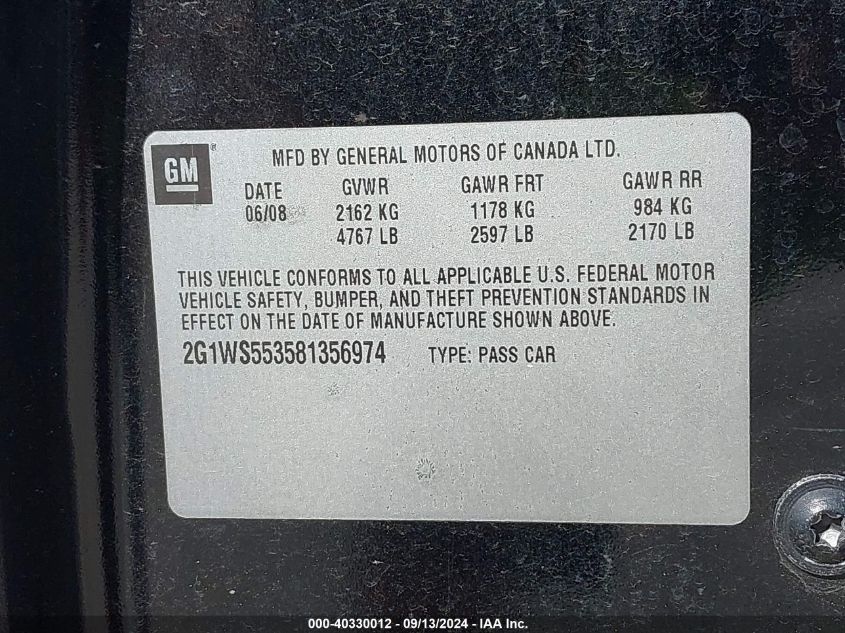 GM® MFD BY GENERAL MOTORS OF CANADA LTD.
DATE GVWR GAWR FRT GAWR RR
06/08 2162 KG 1178 KG 984 KG
4767 LB 2597 LB 2170 LB
THIS VEHICLE CONFORMS TO ALL APPLICABLE U.S. FEDERAL MOTOR
VEHICLE SAFETY, BUMPER, AND THEFT PREVENTION STANDARDS IN
EFFECT ON THE DATE OF MANUFACTURE SHOWN ABOVE.
2G1WS553581356974 TYPE: PASS CAR
000-40330012 - 09/13/2024 - IAA Inc.